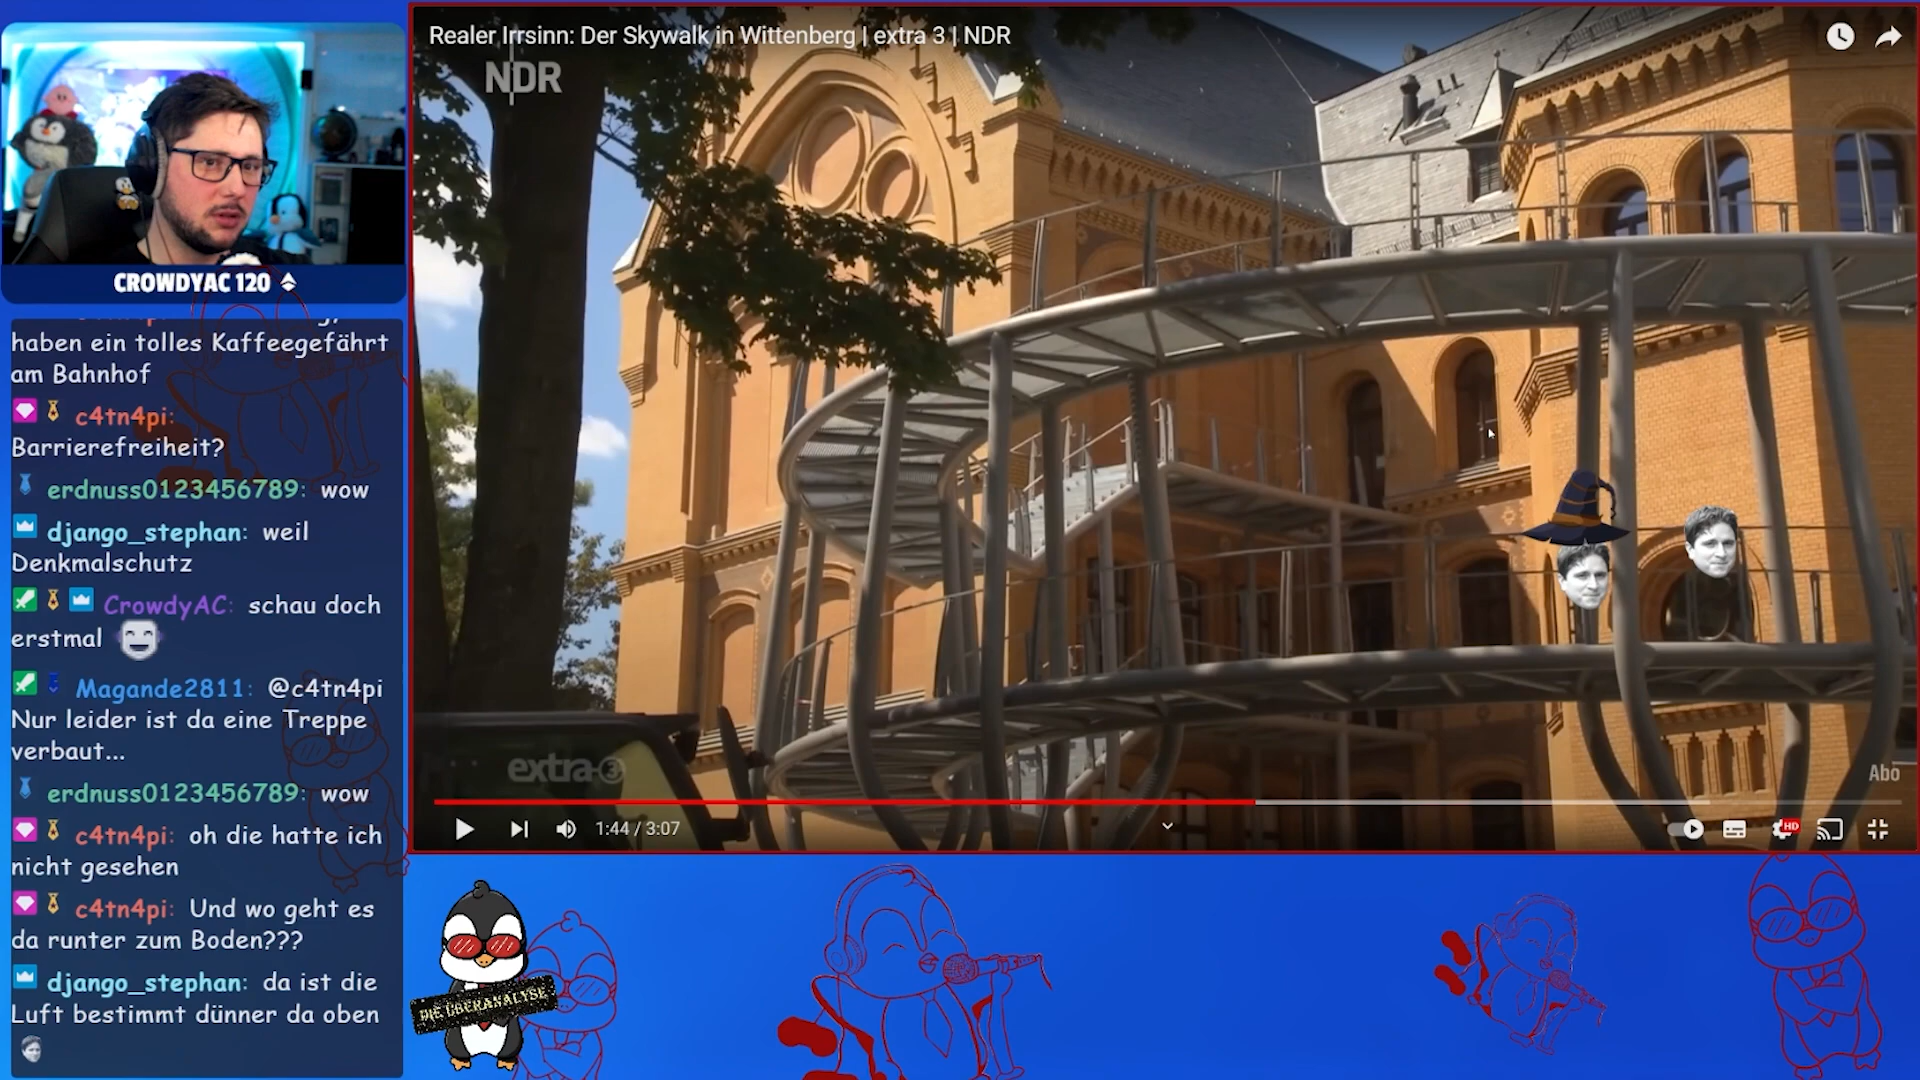 Realer Irrsinn: Der Skywalk in Wittenberg | extra 3 | NDR
NDR
CROWDYAC 120
haben ein tolles Kaffeegefährt
am Bahnhof
c4tn4pi:
Barrierefreiheit?
erdnuss0123456789: wow
django_stephan: weil
Denkmalschutz
CrowdyAC: schau doch
erstmal
Magande2811: @c4tn4pi
Nur leider ist da eine Treppe
verbaut...
erdnuss0123456789: wow
c4tn4pi: oh die hatte ich
nicht gesehen
c4tn4pi: Und wo geht es
da runter zum Boden???
django_stephan: da ist die
Luft bestimmt dünner da oben
extra 3
Abo
1:44 / 3:07
HD
DIE ÜBERANALYSE